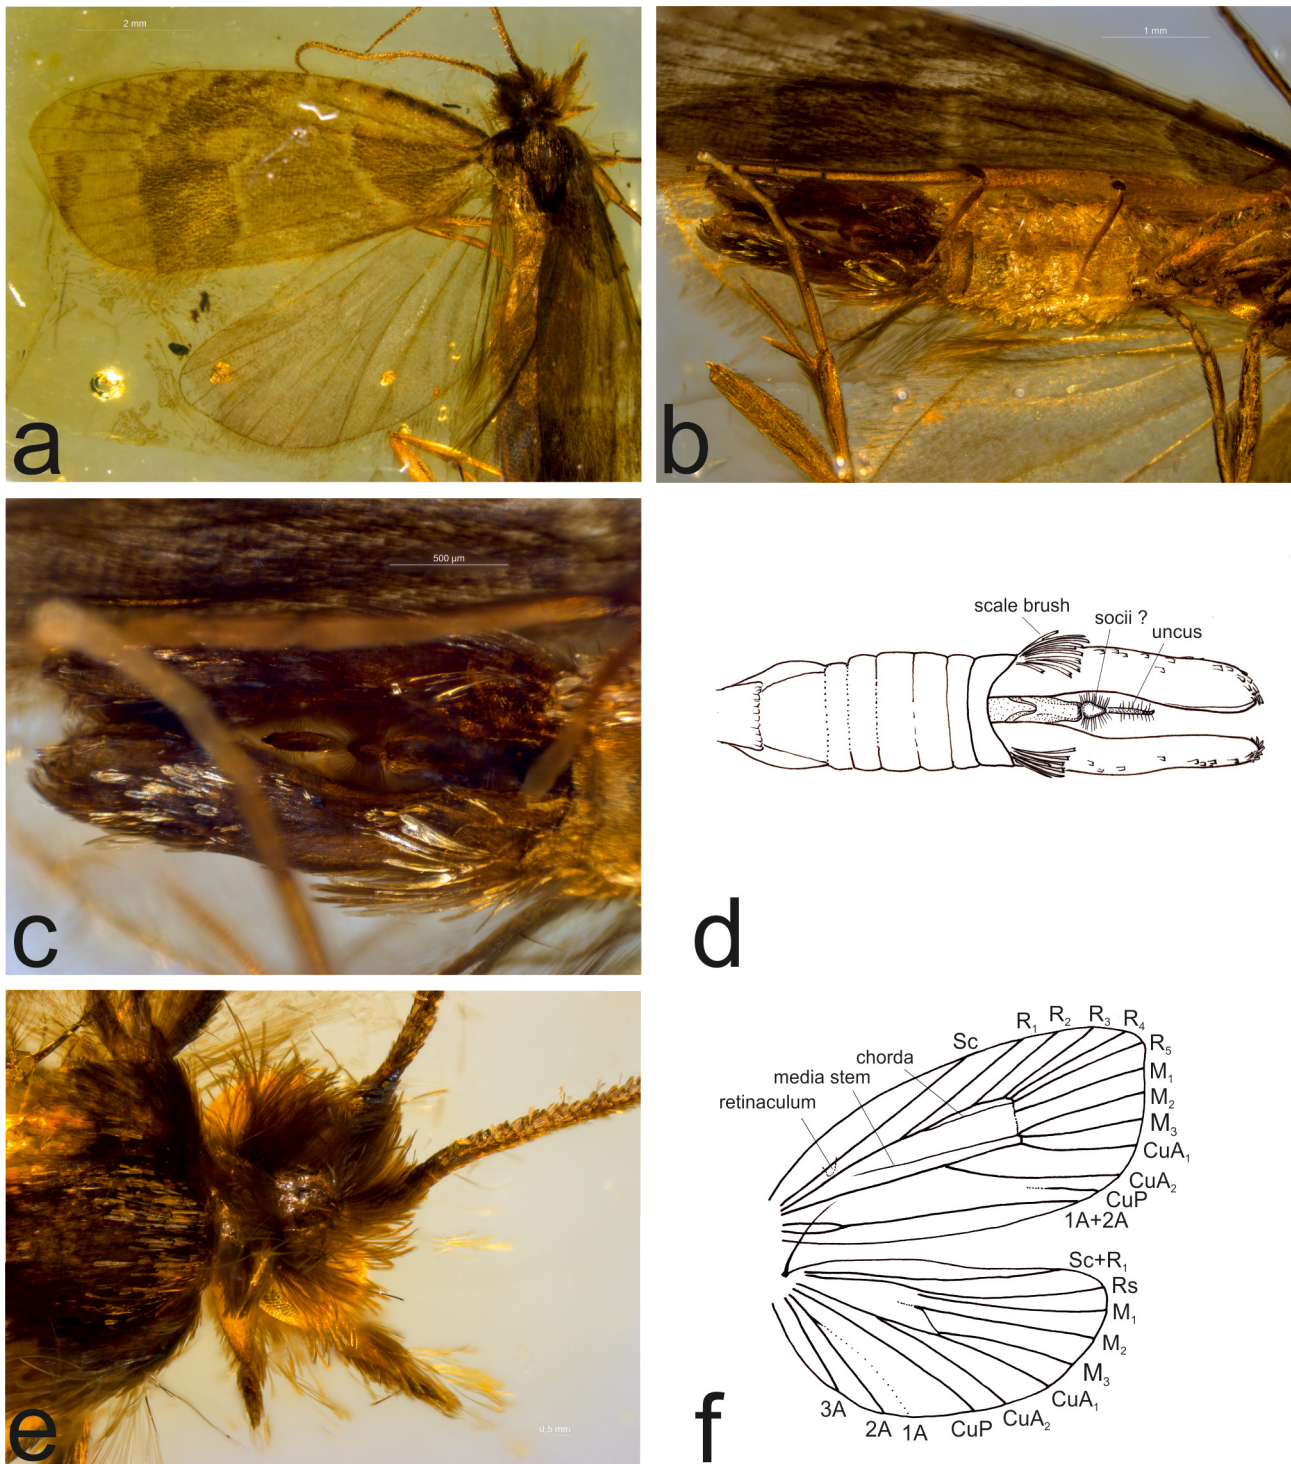 2 mm
a
1 mm
b
500 µm
c
scale brush
socii ?
uncus
d
0,5 mm
e
Sc
R₁
R₂
R₃
R₄
R₅
M₁
M₂
M₃
CuA₁
CuA₂
CuP
1A+2A
chorda
media stem
retinaculum
Sc+R₁
Rs
M₁
M₂
M₃
CuA₁
CuA₂
CuP
1A
2A
3A
f